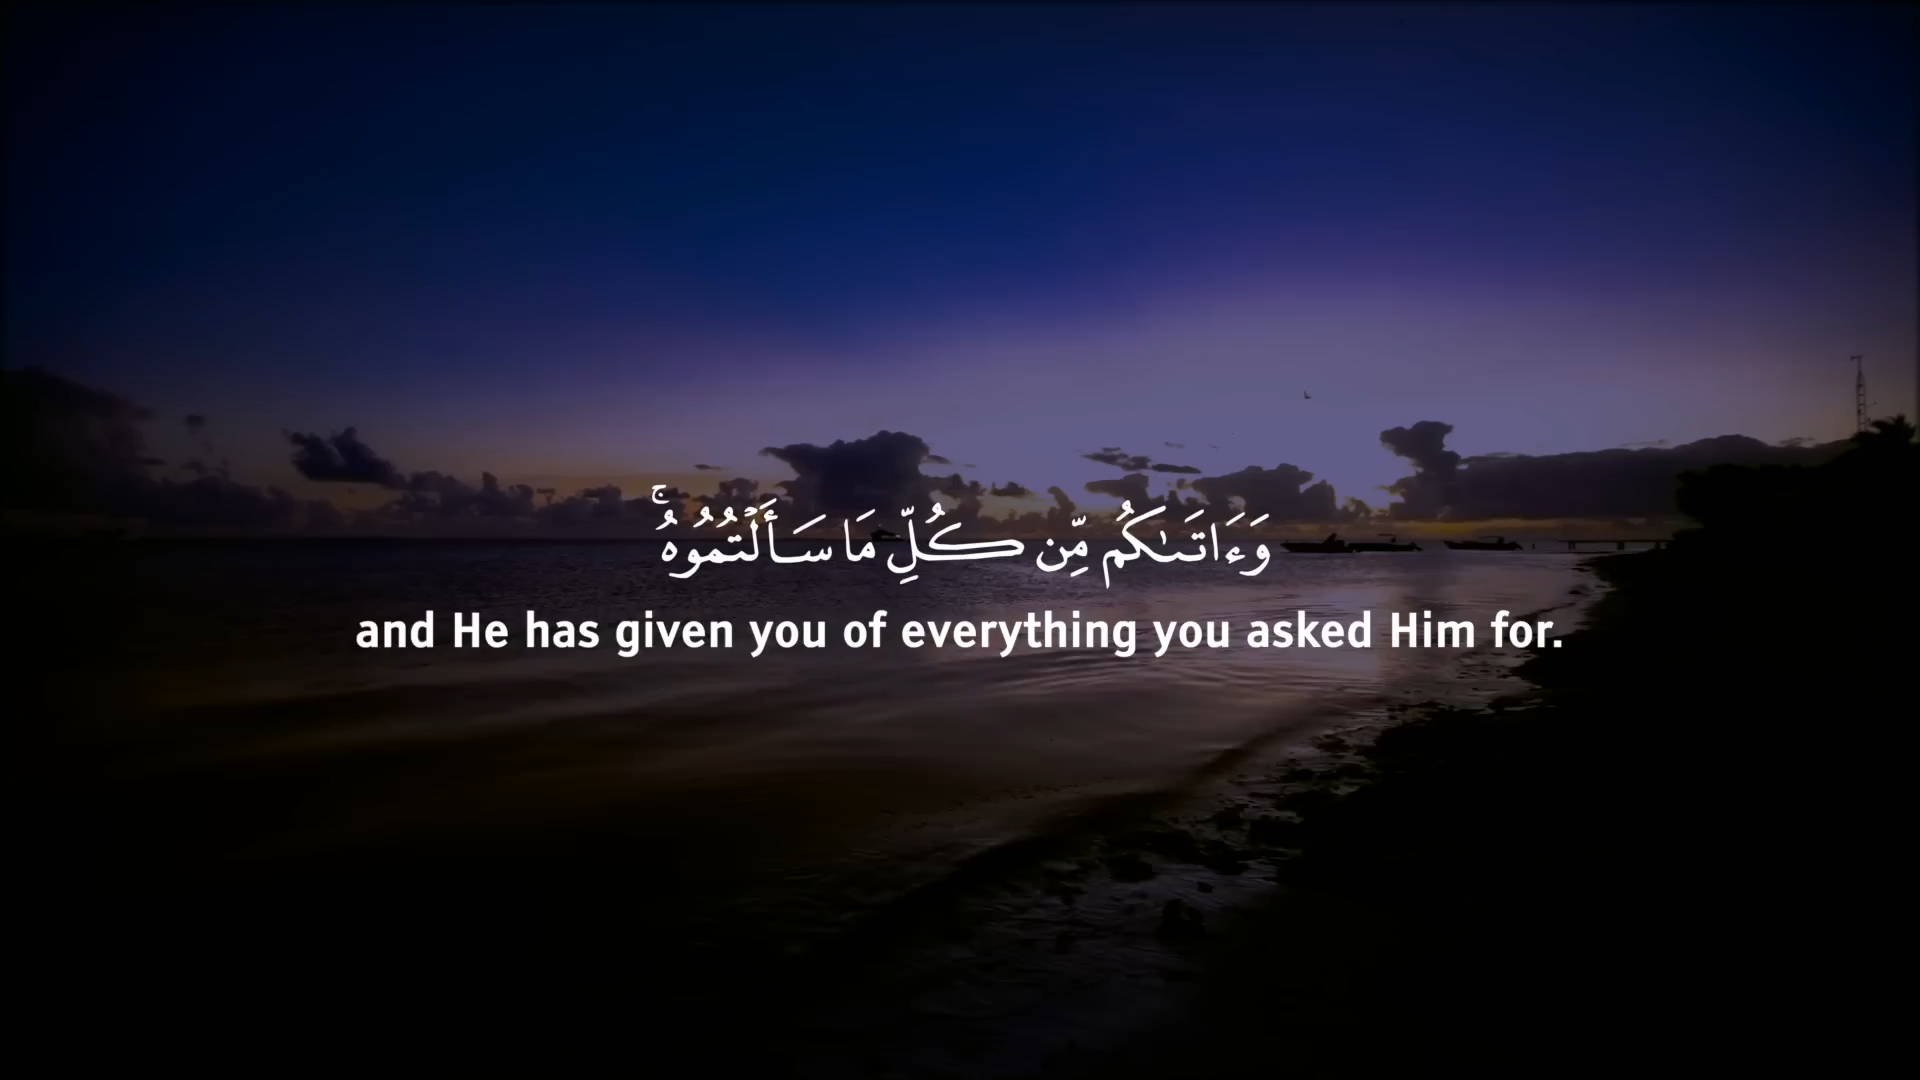 وَءَاتَىٰكُم مِّن كُلِّ مَا سَأَلْتُمُوهُ ۚ
and He has given you of everything you asked Him for.